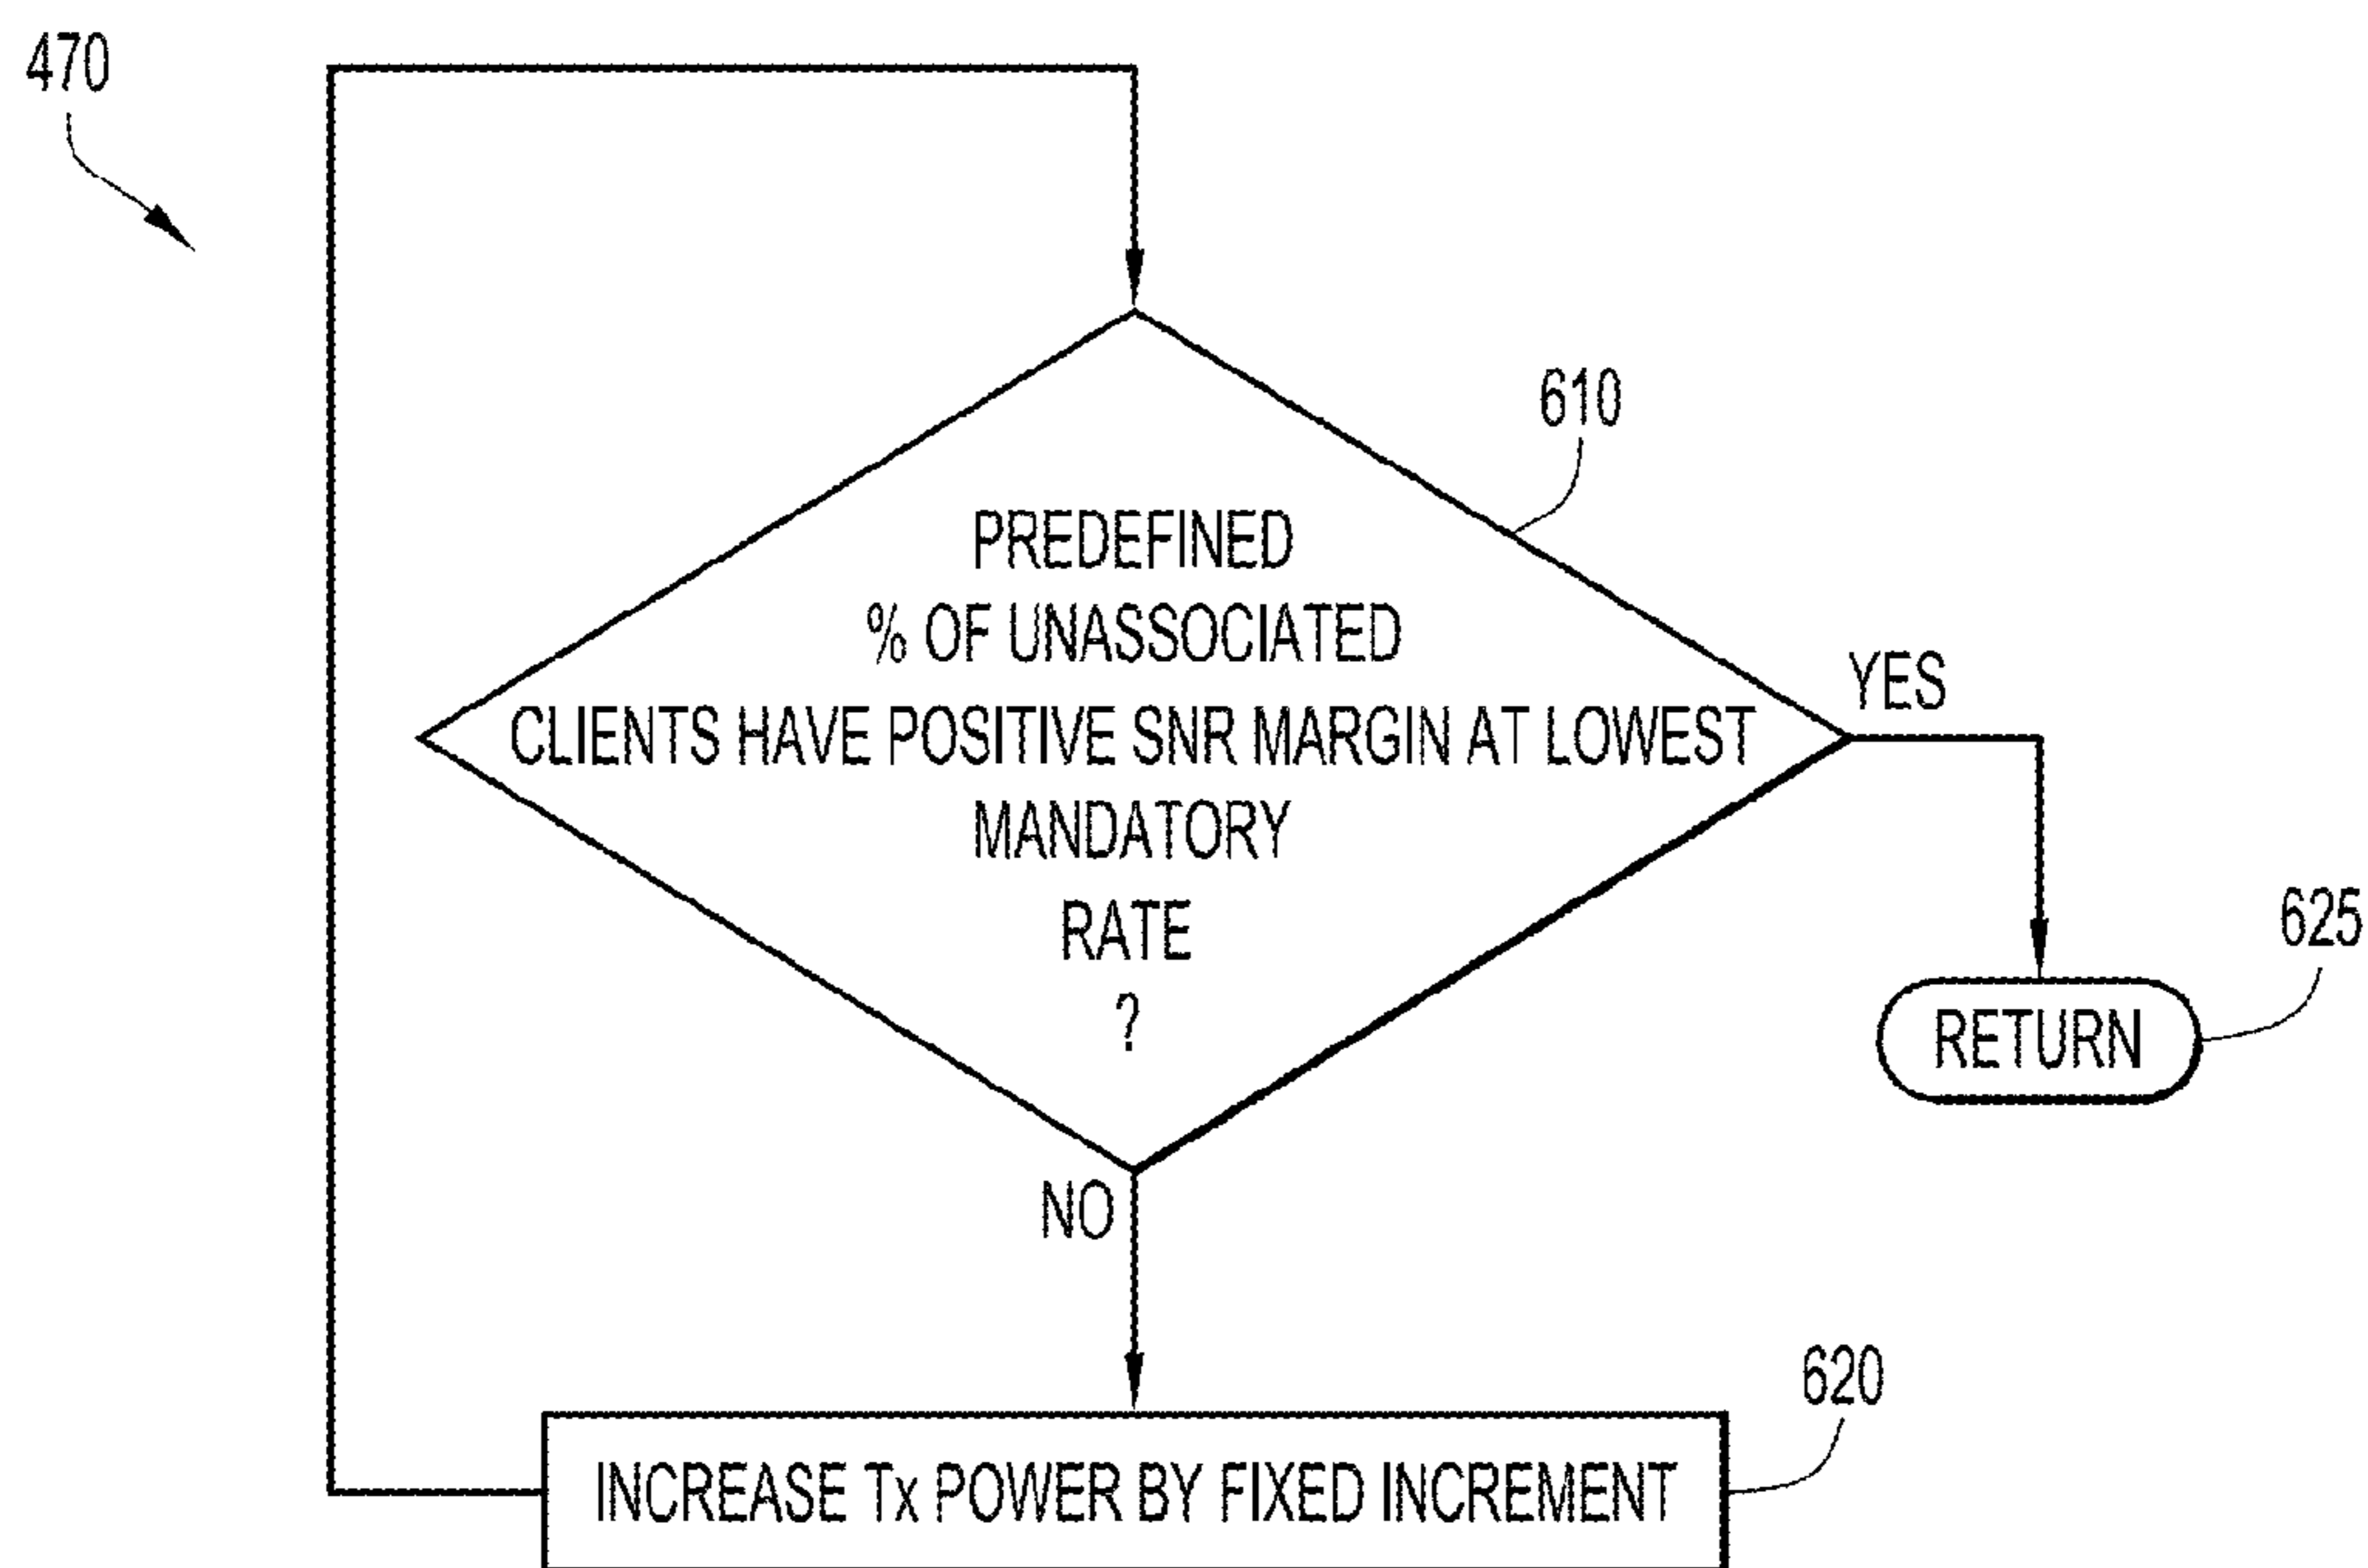 470
610
PREDEFINED
% OF UNASSOCIATED
CLIENTS HAVE POSITIVE SNR MARGIN AT LOWEST
MANDATORY
RATE
?
YES
625
RETURN
NO
620
INCREASE Tx POWER BY FIXED INCREMENT